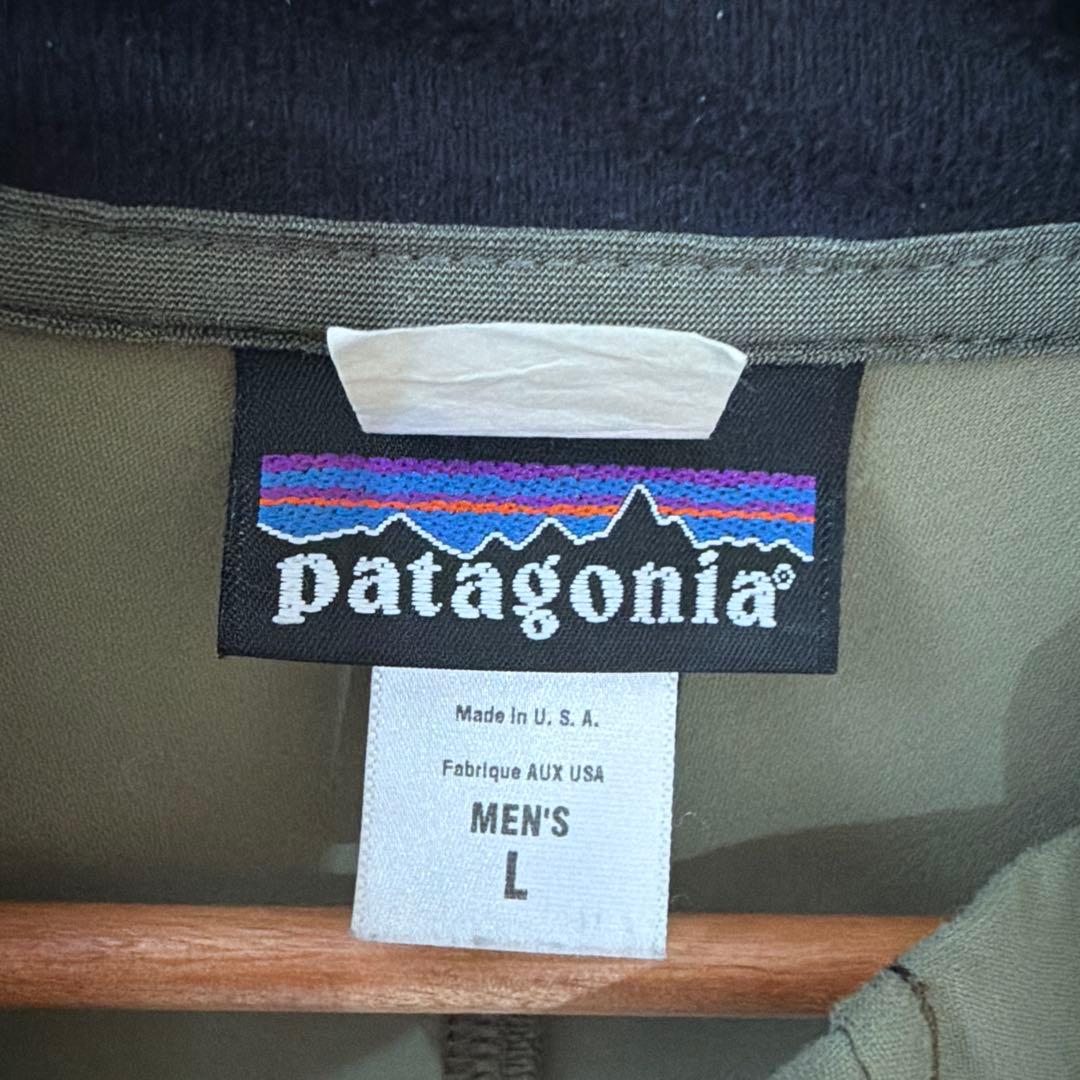 patagonia®
Made in U. S. A.
Fabrique AUX USA
MEN'S
L